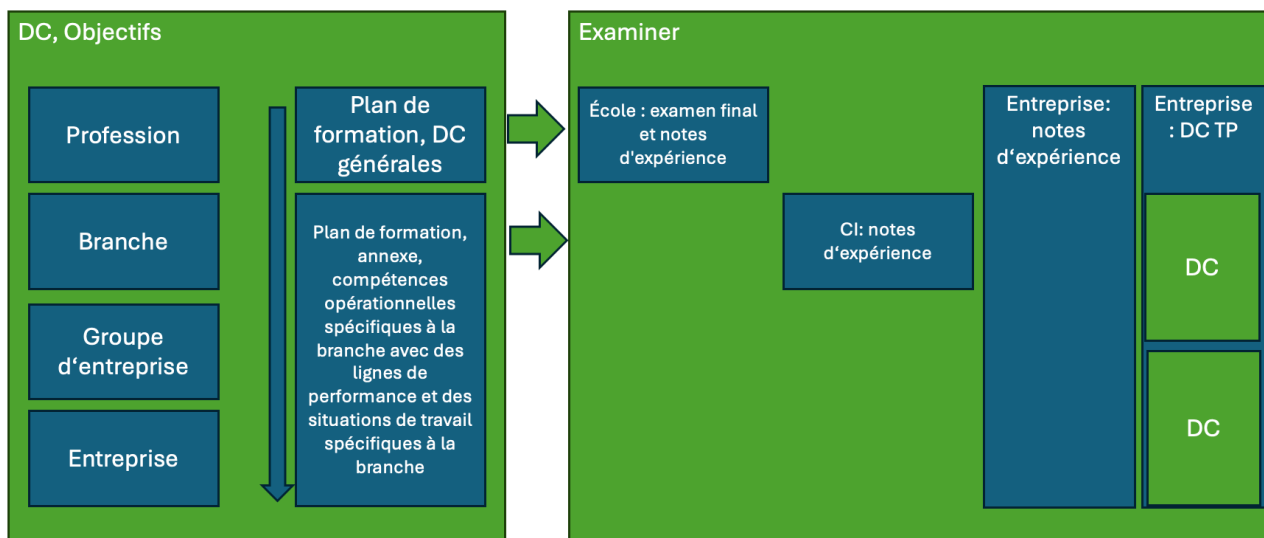 DC, Objectifs
Profession
Branche
Groupe
d‘entreprise
Entreprise
Plan de
formation, DC
générales
Plan de formation,
annexe,
compétences
opérationnelles
spécifiques à la
branche avec des
lignes de
performance et des
situations de travail
spécifiques à la
branche
Examiner
École : examen final
et notes
d'expérience
CI: notes
d‘expérience
Entreprise:
notes
d‘expérience
Entreprise
: DC TP
DC
DC